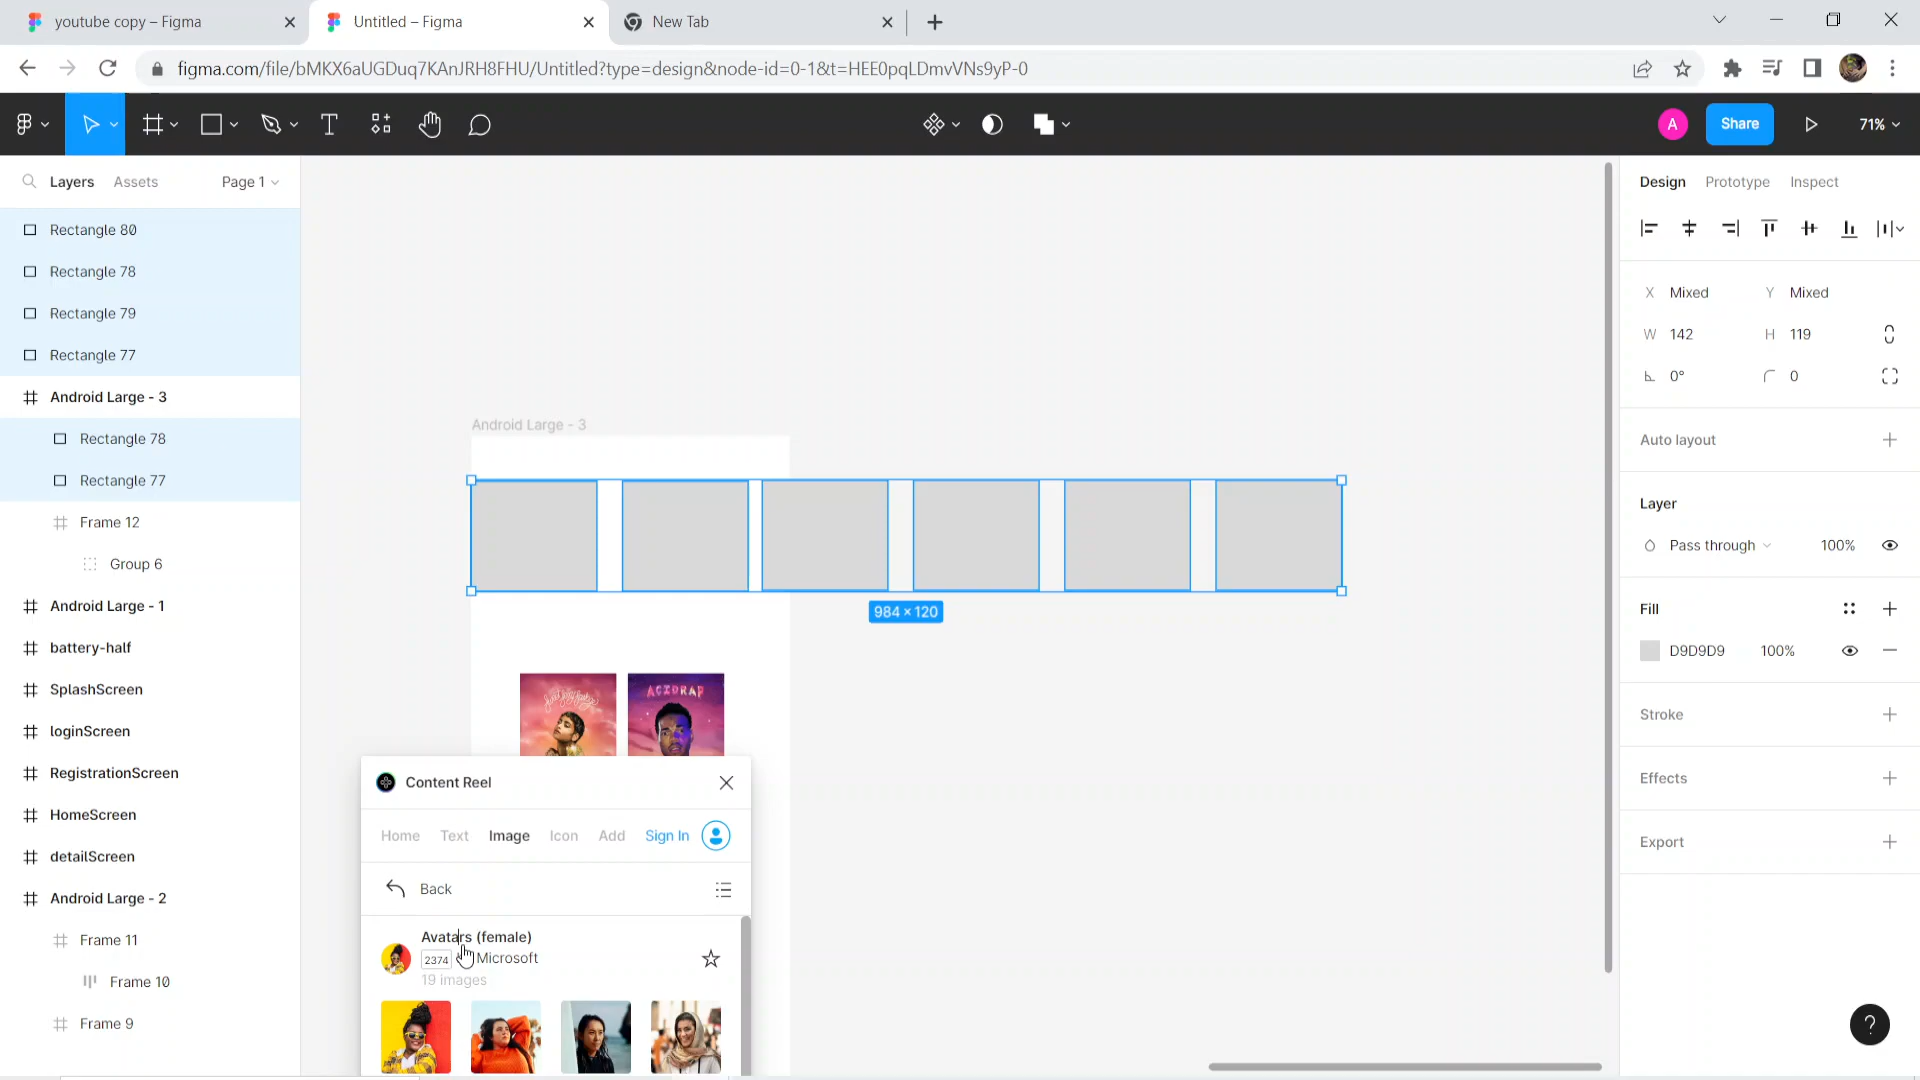 youtube copy – Figma
Untitled – Figma
New Tab
figma.com/file/bMKX6aUGDuq7KAnJRH8FHU/Untitled?type=design&node-id=0-1&t=HEE0pqLDmvVNs9yP-0
A
Share
71%
Layers
Assets
Page 1
Rectangle 80
Rectangle 78
Rectangle 79
Rectangle 77
Android Large - 3
Rectangle 78
Rectangle 77
Frame 12
Group 6
Android Large - 1
battery-half
SplashScreen
loginScreen
RegistrationScreen
HomeScreen
detailScreen
Android Large - 2
Frame 11
Frame 10
Frame 9
Android Large - 3
984 × 120
ACIDRAP
Content Reel
Home
Text
Image
Icon
Add
Sign In
Back
Avatars (female)
2374
Microsoft
19 images
Design
Prototype
Inspect
X Mixed
Y Mixed
W 142
H 119
0°
0
Auto layout
Layer
Pass through
100%
Fill
D9D9D9
100%
Stroke
Effects
Export
?